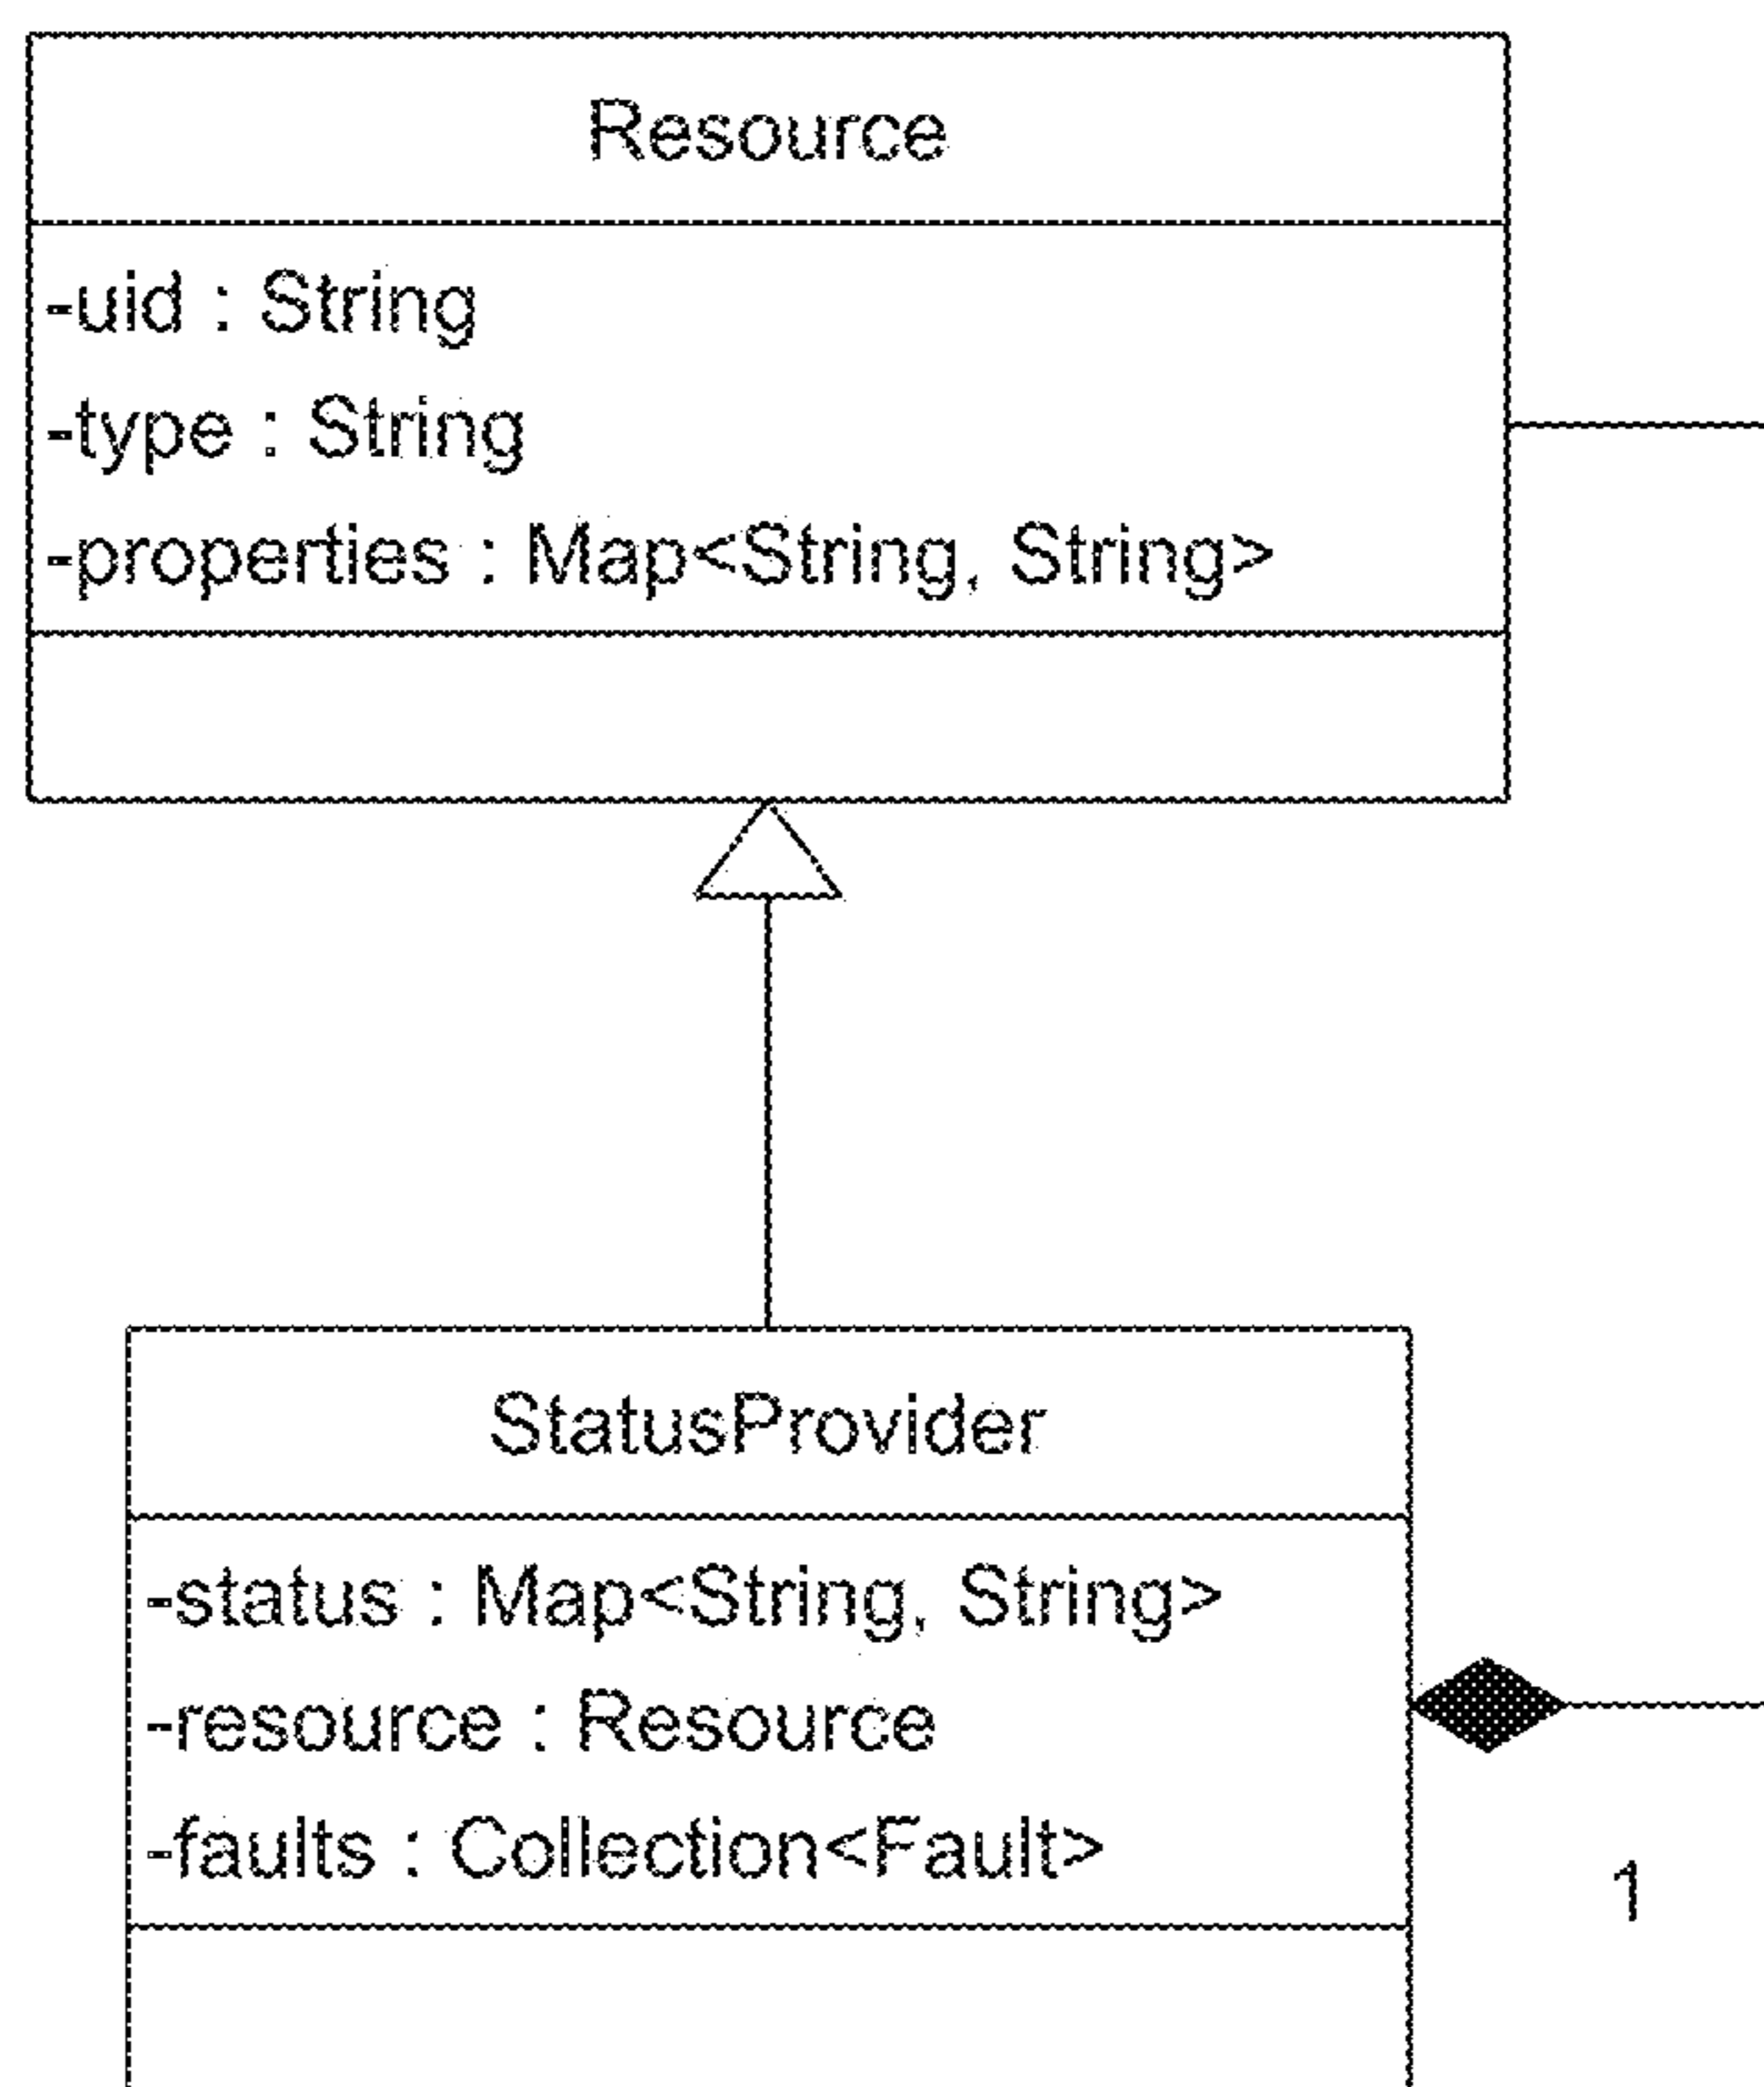 Resource
-uid : String
-type : String
-properties : Map<String, String>
StatusProvider
-status : Map<String, String>
-resource : Resource
-faults : Collection<Fault>
1